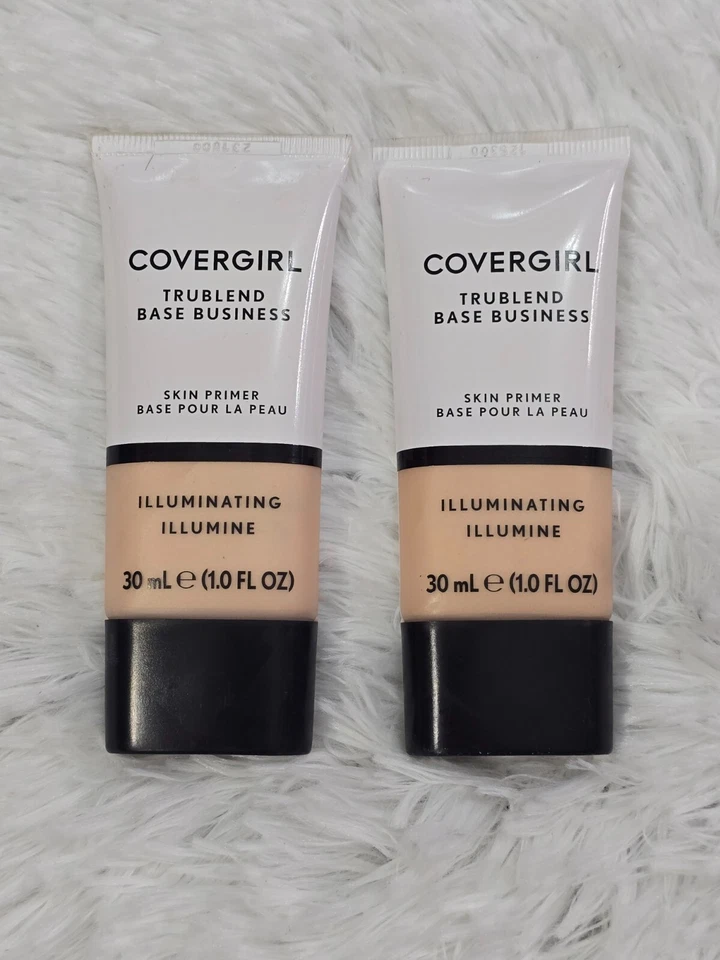 COVERGIRL
TRUBLEND
BASE BUSINESS
SKIN PRIMER
BASE POUR LA PEAU
ILLUMINATING
ILLUMINE
30 mL e (1.0 FL OZ)
COVERGIRL
TRUBLEND
BASE BUSINESS
SKIN PRIMER
BASE POUR LA PEAU
ILLUMINATING
ILLUMINE
30 mL e (1.0 FL OZ)